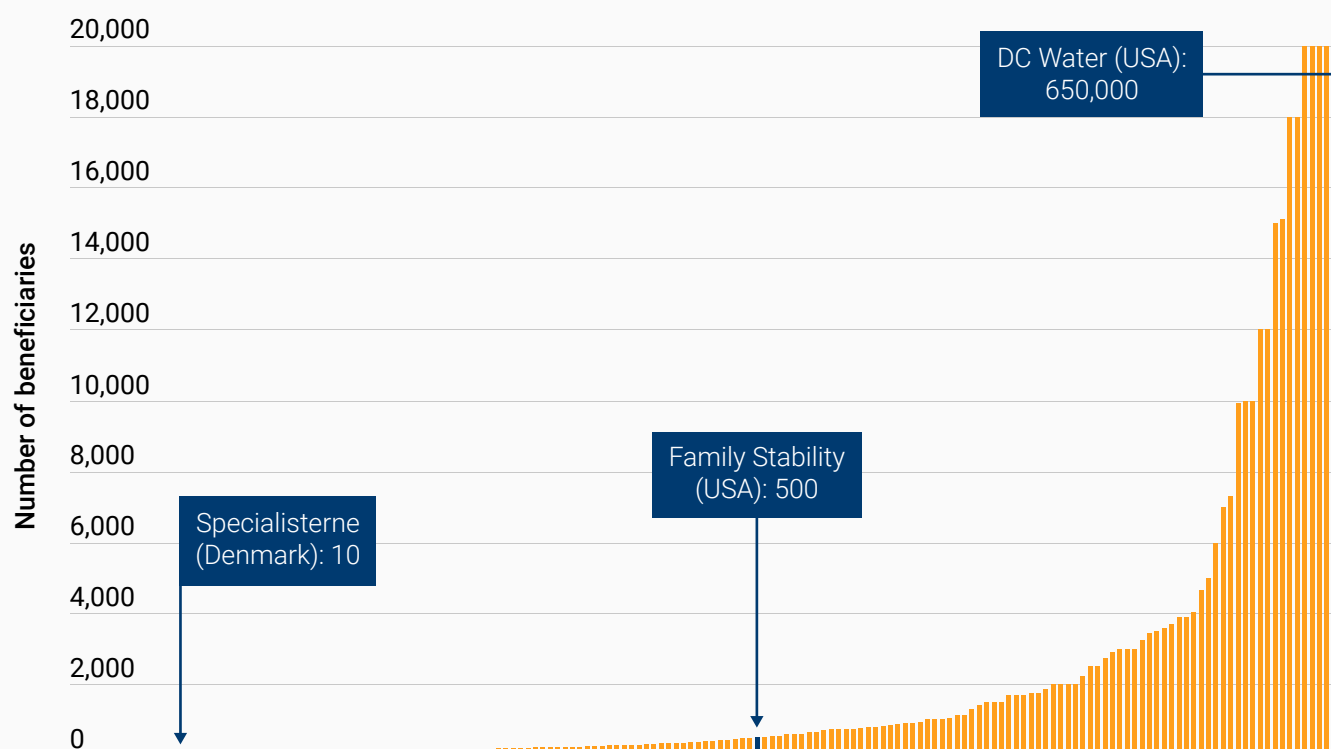 20,000
18,000
16,000
14,000
12,000
10,000
8,000
6,000
4,000
2,000
0
Number of beneficiaries
DC Water (USA):
650,000
Family Stability
(USA): 500
Specialisterne
(Denmark): 10